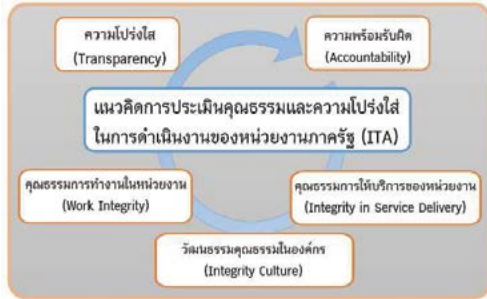 ความโปร่งใส
(Transparency)
ความพร้อมรับผิด
(Accountability)
แนวคิดการประเมินคุณธรรมและความโปร่งใส
ในการดำเนินงานของหน่วยงานภาครัฐ (ITA)
คุณธรรมการทำงานในหน่วยงาน
(Work Integrity)
คุณธรรมการให้บริการของหน่วยงาน
(Integrity in Service Delivery)
วัฒนธรรมคุณธรรมในองค์กร
(Integrity Culture)